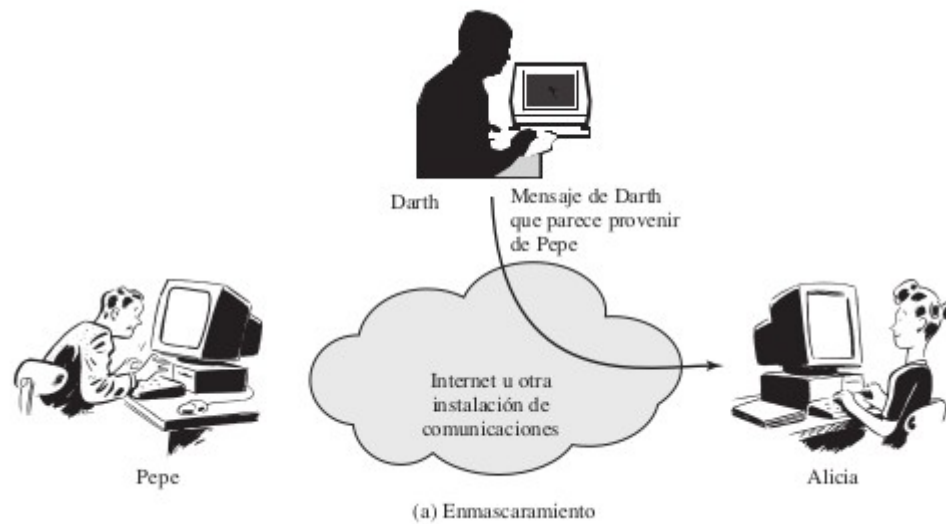 Darth
Mensaje de Darth
que parece provenir
de Pepe
Internet u otra
instalación de
comunicaciones
Pepe
Alicia
(a) Enmascaramiento